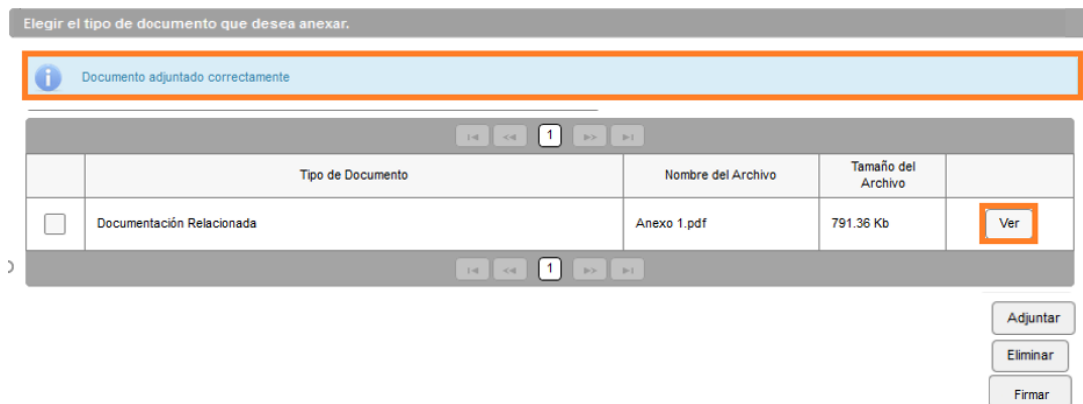 Elegir el tipo de documento que desea anexar.
Documento adjuntado correctamente
1
Tipo de Documento Nombre del Archivo Tamaño del
Archivo
Documentación Relacionada Anexo 1.pdf 791.36 Kb Ver
1
Adjuntar
Eliminar
Firmar